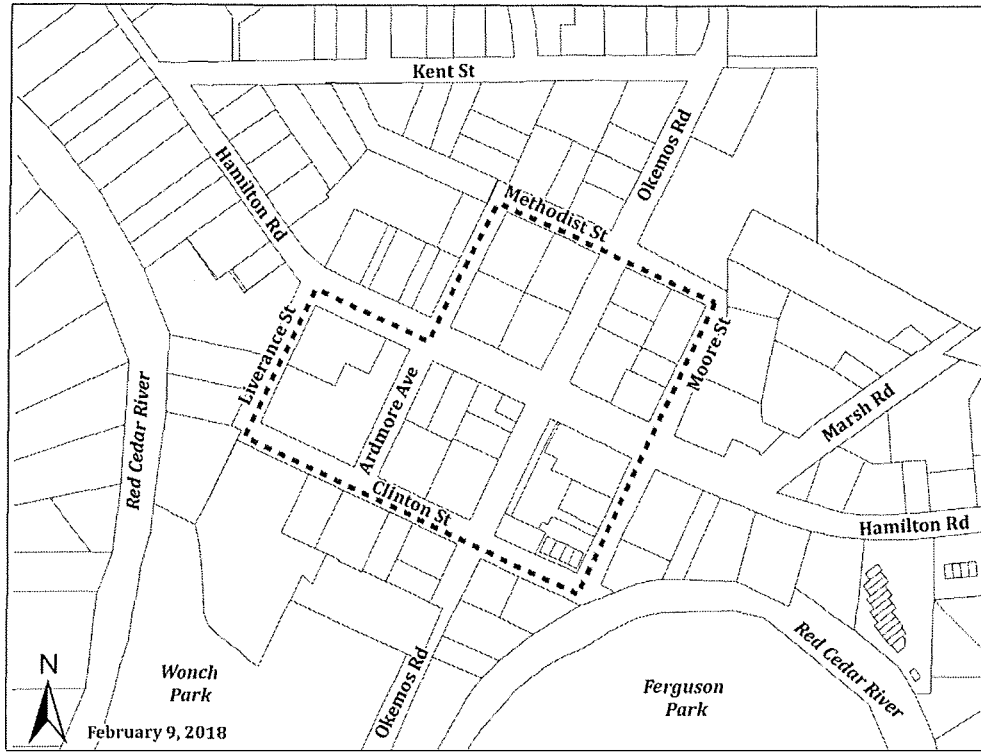 Kent St
Okemos Rd
Hamilton Rd
Methodist St
Liverance St
Moore St
Ardmore Ave
Marsh Rd
Red Cedar River
Clinton St
Hamilton Rd
Red Cedar River
Okemos Rd
Wonch
Park
Ferguson
Park
N
February 9, 2018